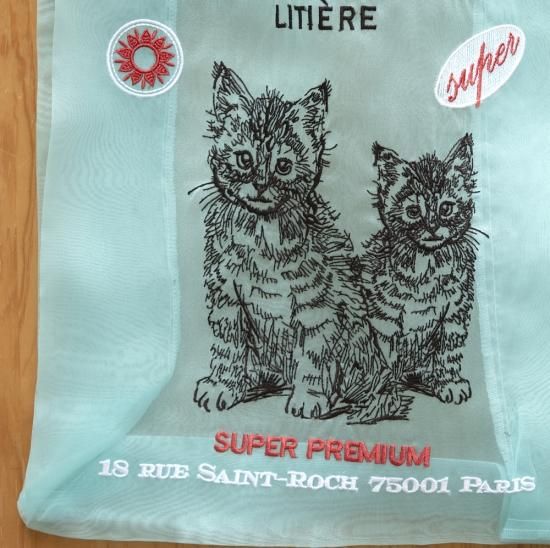 LITIÈRE
super
SUPER PREMIUM
18 RUE SAINT-ROCH 75001 PARIS